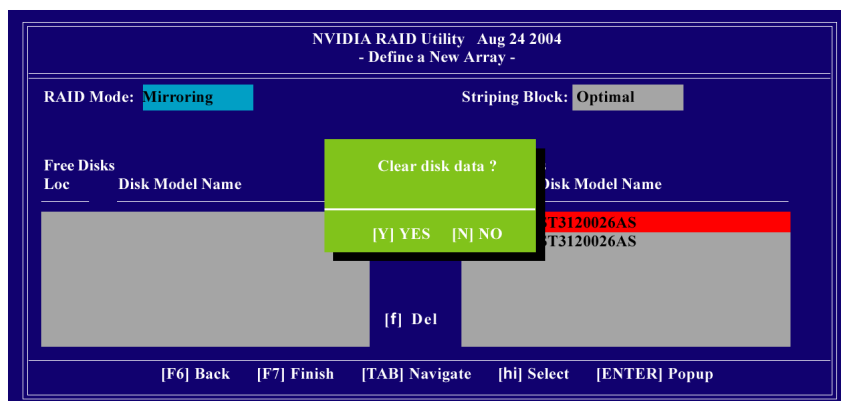 NVIDIA RAID Utility Aug 24 2004
- Define a New Array -
RAID Mode: Mirroring
Striping Block: Optimal
Free Disks
Loc Disk Model Name
Disk Model Name
Clear disk data ?
[Y] YES [N] NO
ST3120026AS
ST3120026AS
[f] Del
[F6] Back [F7] Finish [TAB] Navigate [hi] Select [ENTER] Popup